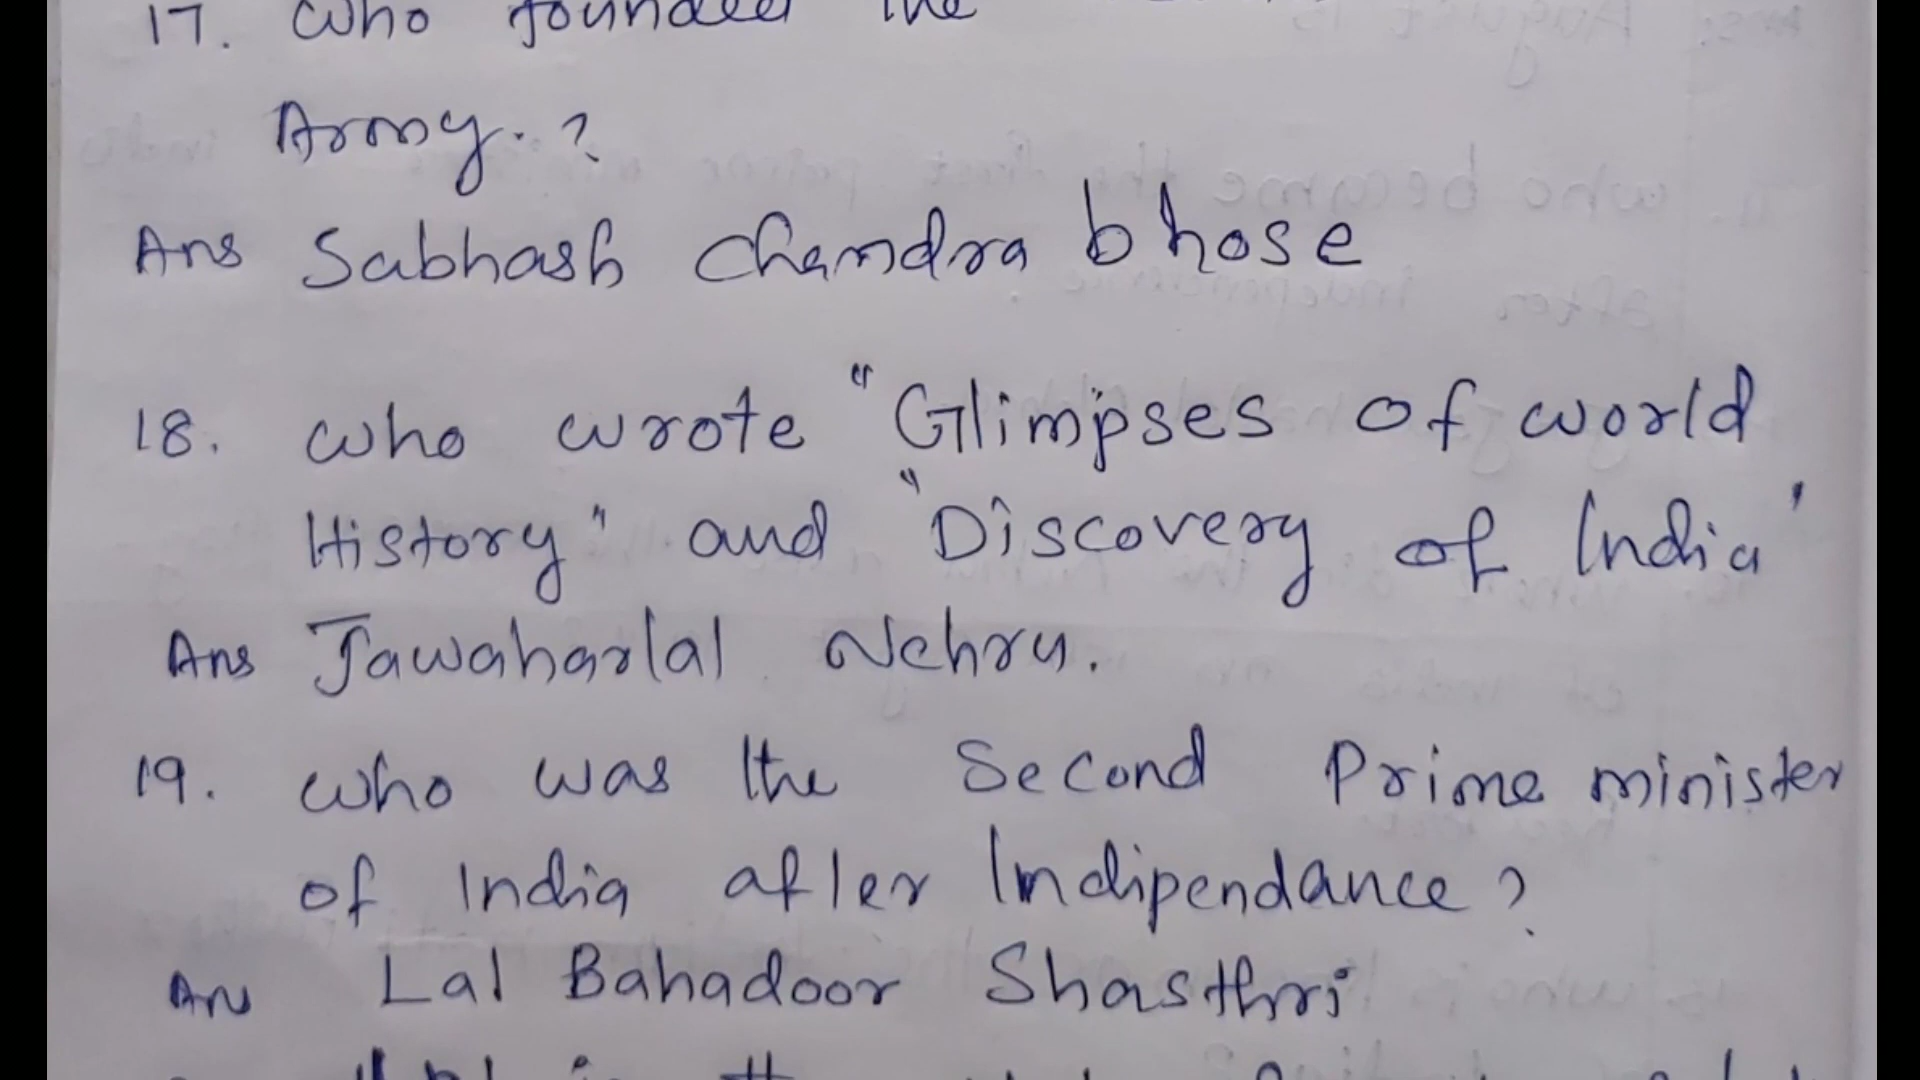 17. Who founded the
Army.?
Ans Sabhash Chandra bhose
18. Who wrote "Glimpses of world
History" and "Discovery of India'
Ans Jawaharlal Nehru.
19. Who was the Second Prime minister
of India after Indipendance?
Ans Lal Bahadoor Shasthri